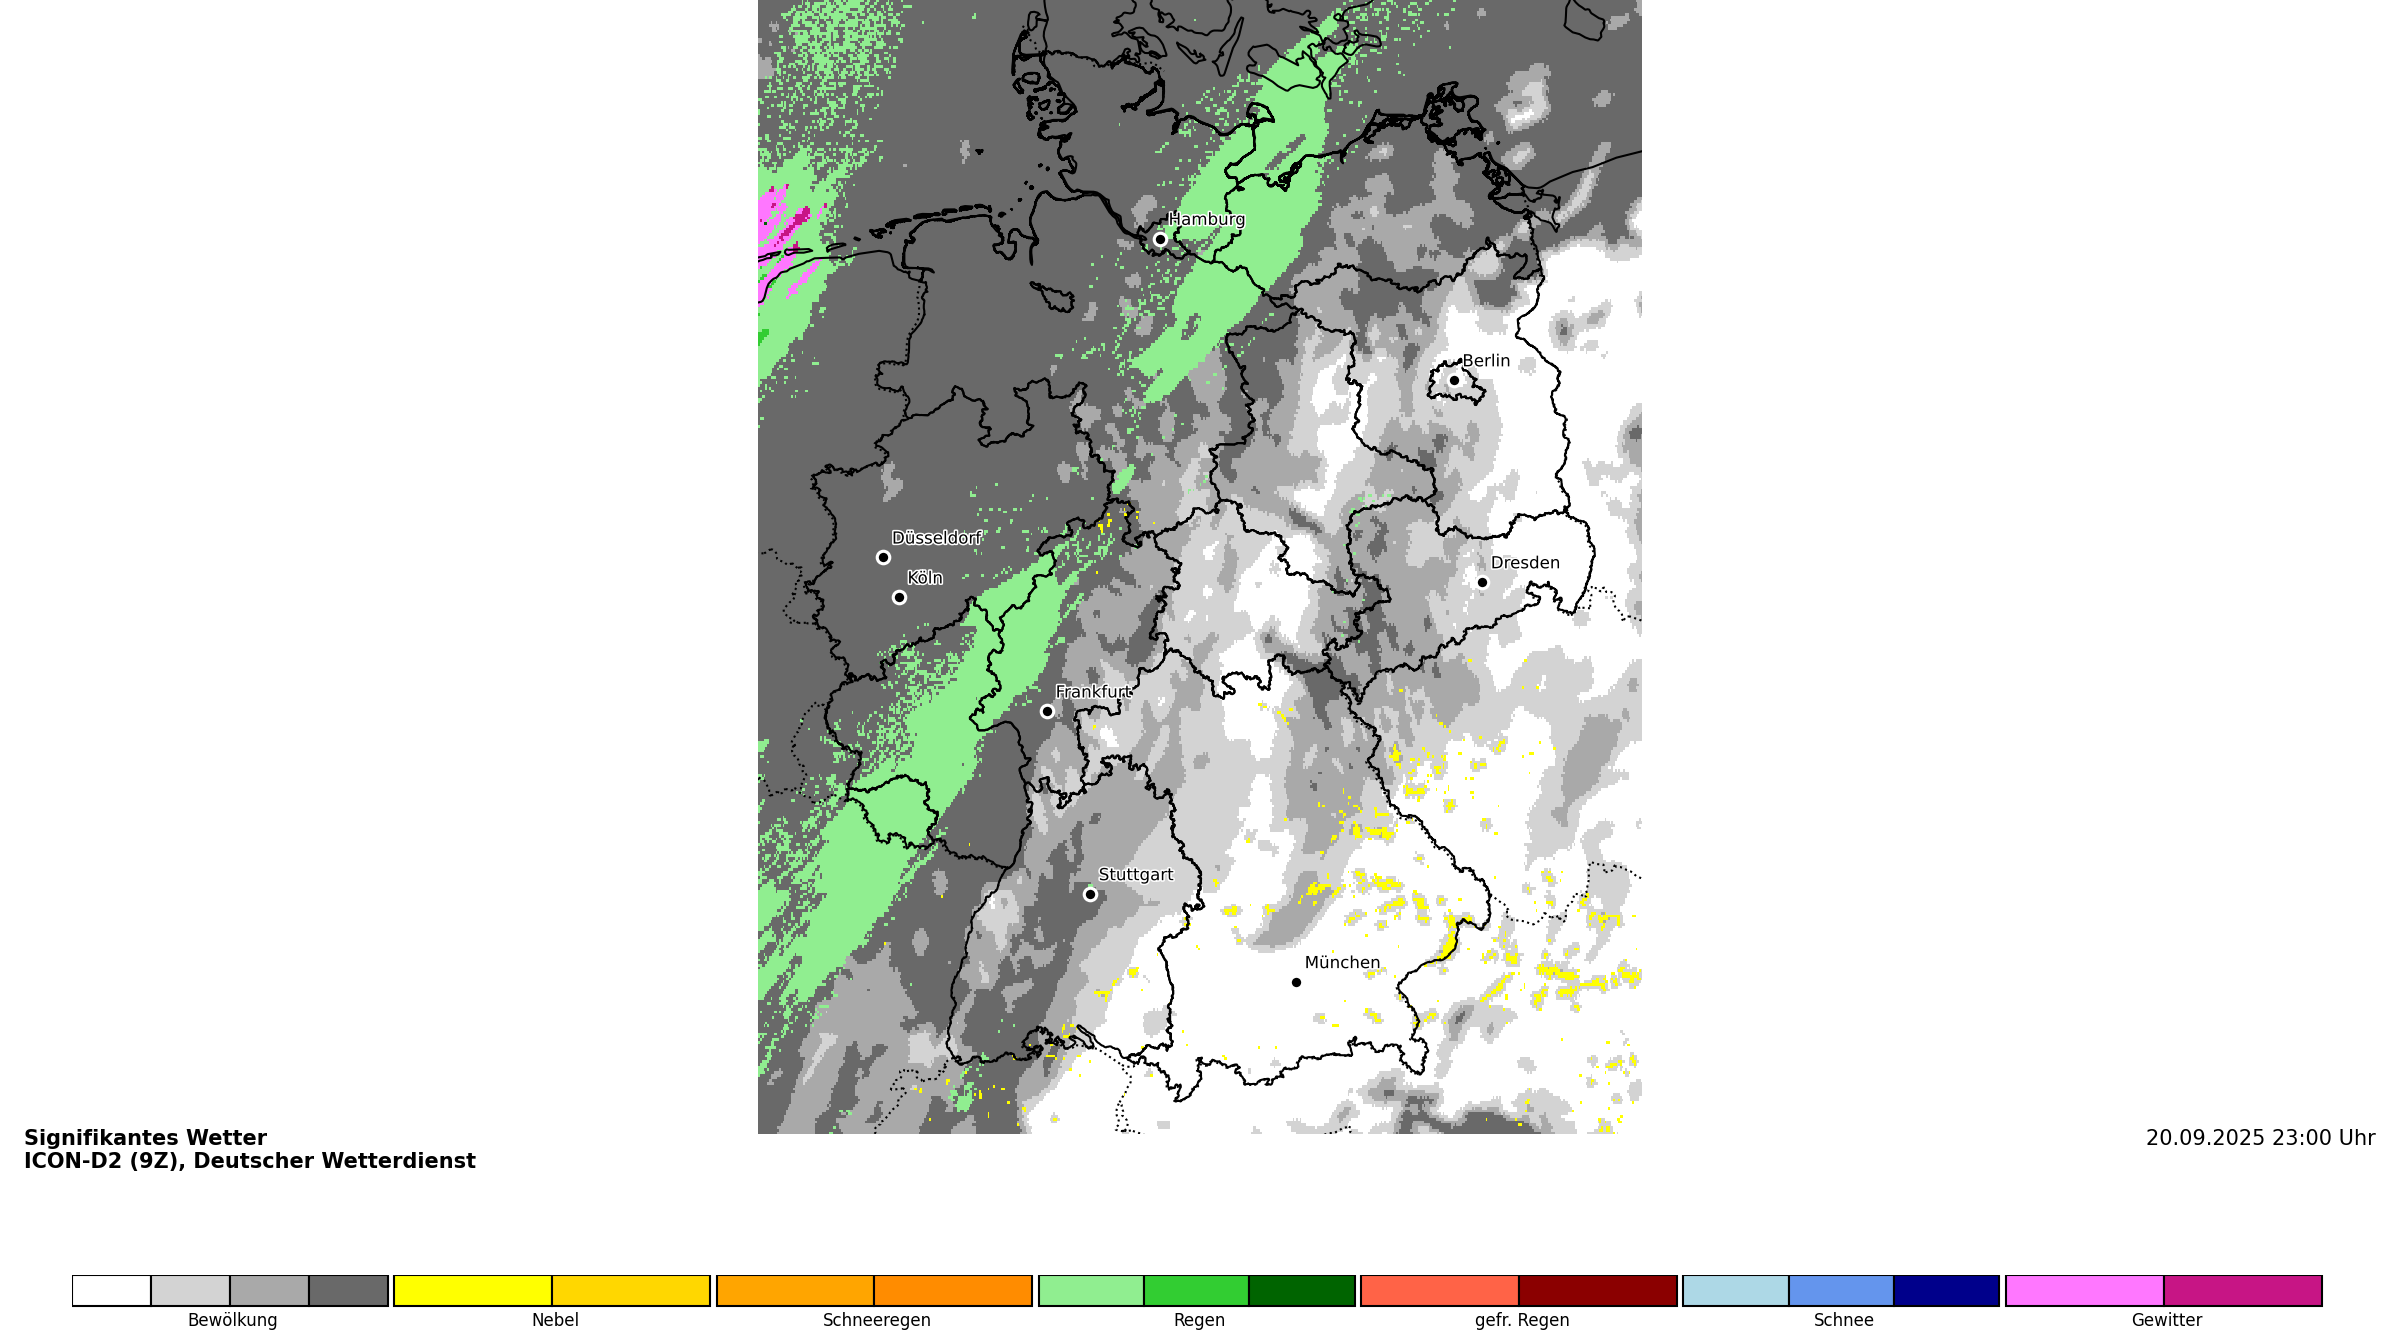 Hamburg
Berlin
Düsseldorf
Köln
Dresden
Frankfurt
Stuttgart
München
Signifikantes Wetter
ICON-D2 (9Z), Deutscher Wetterdienst
20.09.2025 23:00 Uhr
Bewölkung
Nebel
Schneeregen
Regen
gefr. Regen
Schnee
Gewitter